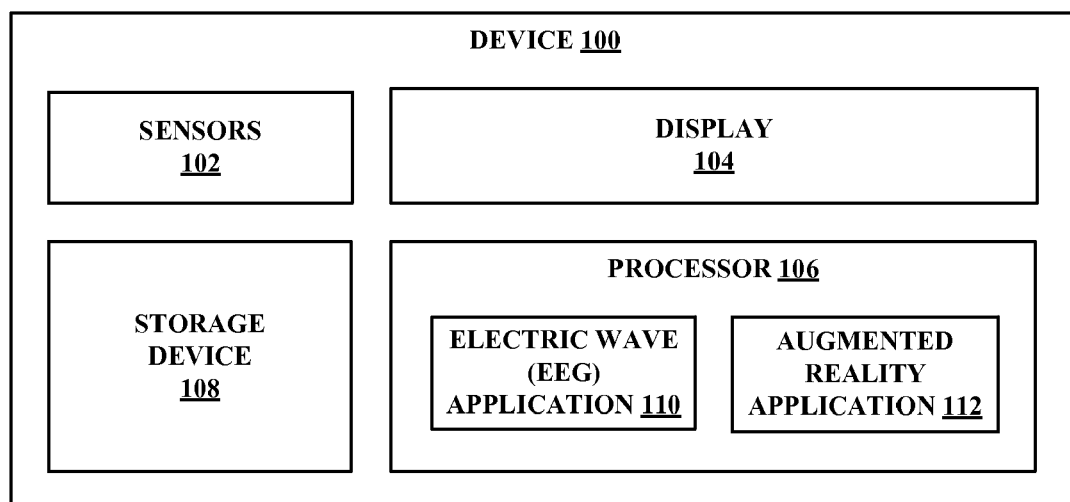 DEVICE 100
SENSORS
102
DISPLAY
104
STORAGE
DEVICE
108
PROCESSOR 106
ELECTRIC WAVE
(EEG)
APPLICATION 110
AUGMENTED
REALITY
APPLICATION 112